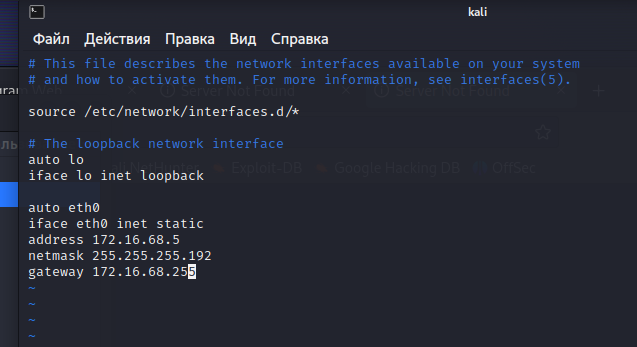 kali
Файл Действия Правка Вид Справка
# This file describes the network interfaces available on your system
# and how to activate them. For more information, see interfaces(5).
Server Not Found Server Not Found
source /etc/network/interfaces.d/*
# The loopback network interface
auto lo
iface lo inet loopback
Exploit-DB Google Hacking DB OffSec
auto eth0
iface eth0 inet static
address 172.16.68.5
netmask 255.255.255.192
gateway 172.16.68.255
~
~
~
~